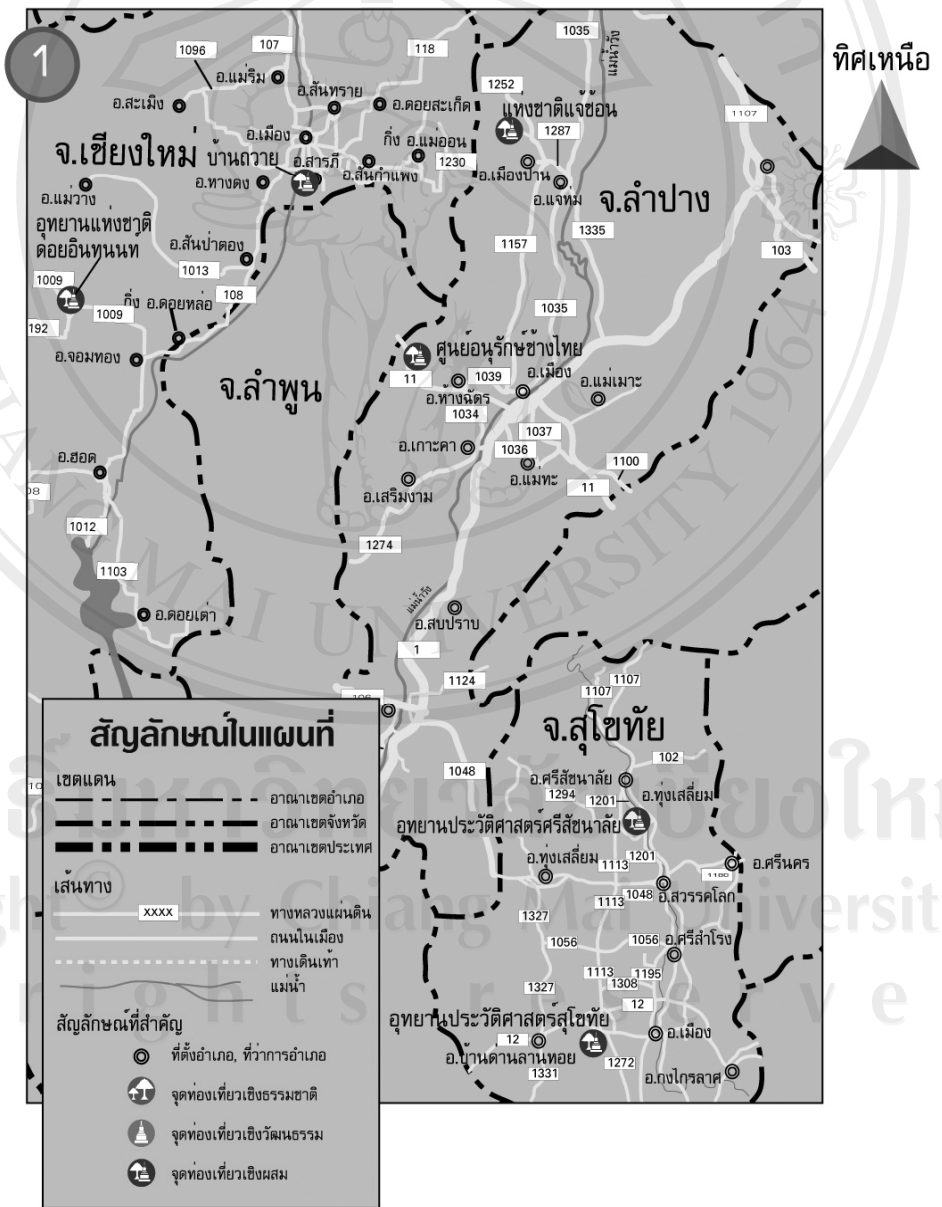 1
ทิศเหนือ
1096
107
118
1035
แม่น้ำวัง
อ.แม่ริม
อ.สันทราย
1252
แห่งชาติแจ้ซ้อน
อ.สะเมิง
อ.ดอยสะเก็ด
1107
อ.เมือง
กิ่ง อ.แม่ออน
1287
จ.เชียงใหม่
บ้านถวาย
อ.สารภี
อ.สันกำแพง
1230
อ.เมืองปาน
อ.หางดง
อ.แจห่ม
จ.ลำปาง
อ.แม่วาง
อุทยานแห่งชาติ
ดอยอินทนนท์
อ.สันป่าตอง
1157
1335
103
1009
1013
108
192
1009
กิ่ง อ.ดอยหล่อ
1035
อ.จอมทอง
จ.ลำพูน
ศูนย์อนุรักษ์ช้างไทย
11
1039
อ.เมือง
อ.แม่เมาะ
อ.ห้างฉัตร
1034
1037
อ.เกาะคา
1036
อ.ฮอด
อ.แม่ทะ
1100
08
อ.เสริมงาม
11
1012
1274
1103
แม่น้ำวัง
อ.ดอยเต่า
อ.สบปราบ
1
1124
1107
1107
จ.สุโขทัย
102
1048
อ.ศรีสัชนาลัย
1294
1201
อ.ทุ่งเสลี่ยม
อุทยานประวัติศาสตร์ศรีสัชนาลัย
อ.ทุ่งเสลี่ยม
1201
อ.ศรีนคร
1113
1180
1048
อ.สวรรคโลก
1113
1327
1056
1056
อ.ศรีสำโรง
1113
1195
1327
1308
12
อุทยานประวัติศาสตร์สุโขทัย
12
อ.เมือง
อ.บ้านด่านลานหอย
1272
1331
อ.กงไกรลาศ
สัญลักษณ์ในแผนที่
เขตแดน
อาณาเขตอำเภอ
อาณาเขตจังหวัด
อาณาเขตประเทศ
เส้นทาง
XXXX
ทางหลวงแผ่นดิน
ถนนในเมือง
ทางเดินเท้า
แม่น้ำ
สัญลักษณ์ที่สำคัญ
ที่ตั้งอำเภอ, ที่ว่าการอำเภอ
จุดท่องเที่ยวเชิงธรรมชาติ
จุดท่องเที่ยวเชิงวัฒนธรรม
จุดท่องเที่ยวเชิงผสม
MAI UNIVERSITY 1964
by Chiang Mai Universit